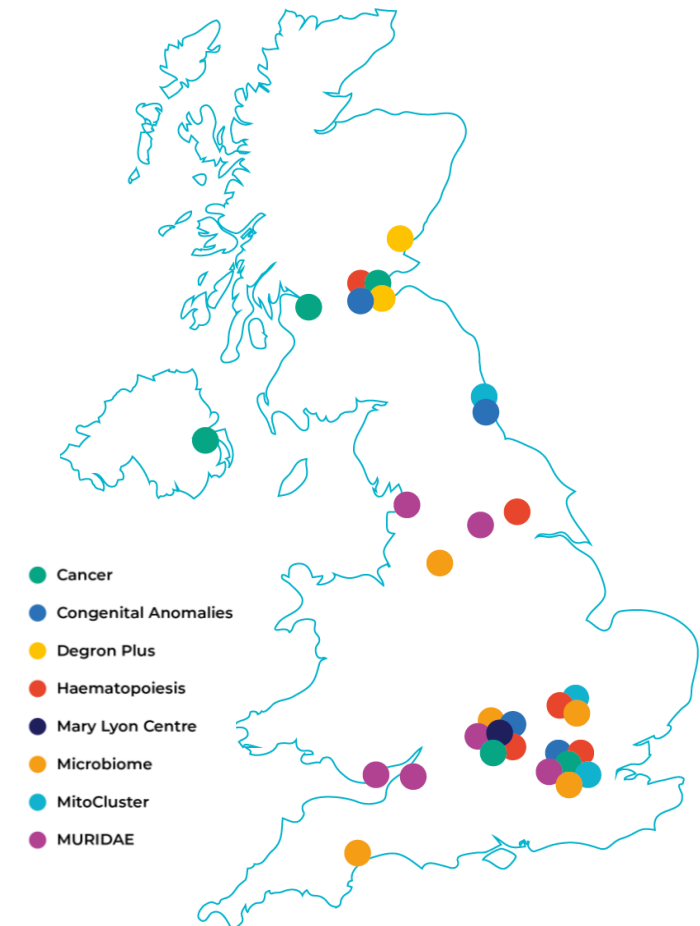 Cancer
Congenital Anomalies
Degron Plus
Haematopoiesis
Mary Lyon Centre
Microbiome
MitoCluster
MURIDAE